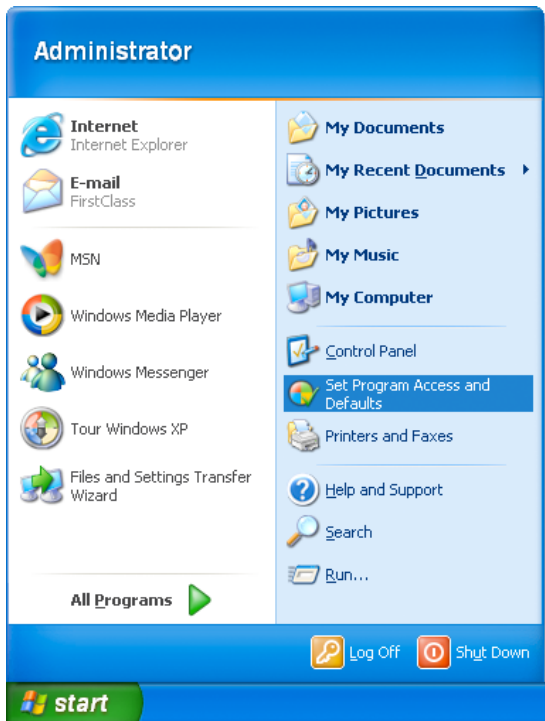 Administrator
Internet
Internet Explorer
E-mail
FirstClass
MSN
Windows Media Player
Windows Messenger
Tour Windows XP
Files and Settings Transfer
Wizard
All Programs
My Documents
My Recent Documents
My Pictures
My Music
My Computer
Control Panel
Set Program Access and
Defaults
Printers and Faxes
Help and Support
Search
Run...
Log Off
Shut Down
start